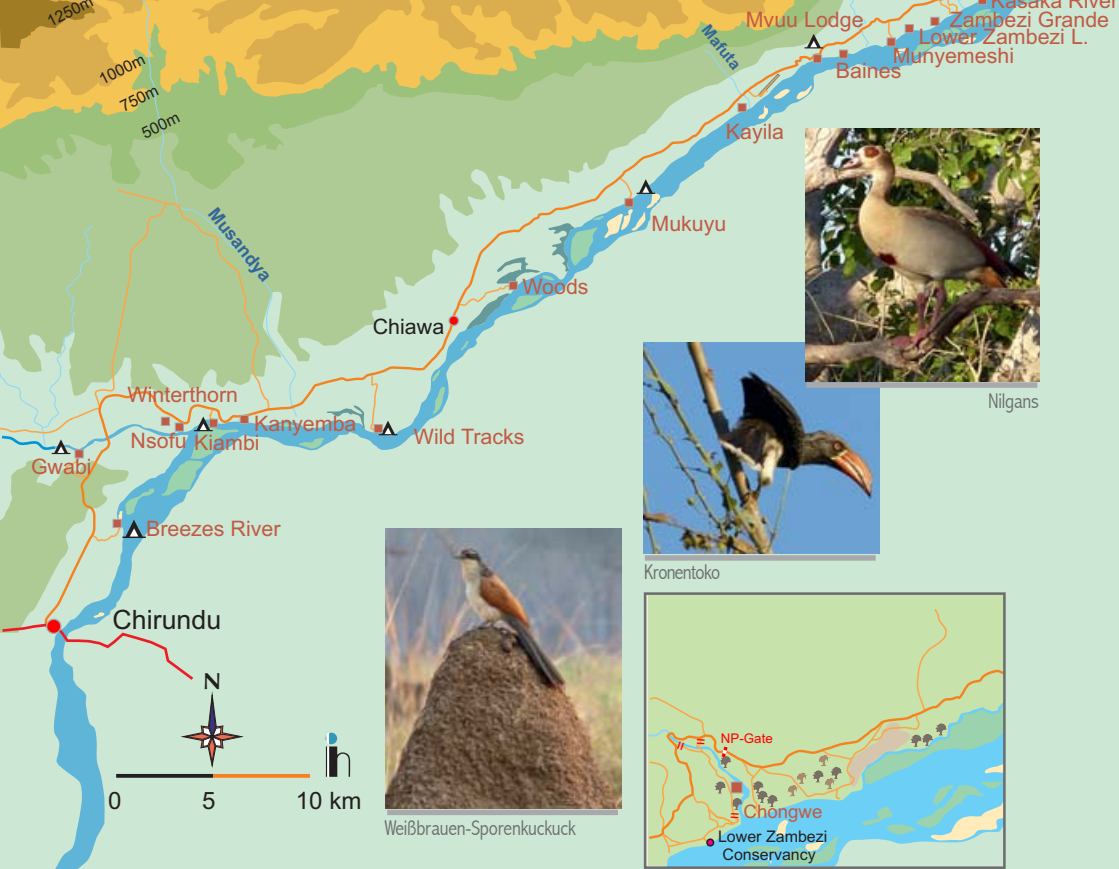 1250m
1000m
750m
500m
Kasaka River
Mvuu Lodge
Zambezi Grande
Lower Zambezi L.
Munyemeshi
Baines
Mafuta
Kayila
Musandya
Mukuyu
Woods
Chiawa
Nilgans
Winterthorn
Nsofu
Kiambi
Kanyemba
Wild Tracks
Gwabi
Breezes River
Kronentoko
Chirundu
N
0 5 10 km
Weißbrauen-Sporenkuckuck
NP-Gate
Chongwe
Lower Zambezi
Conservancy